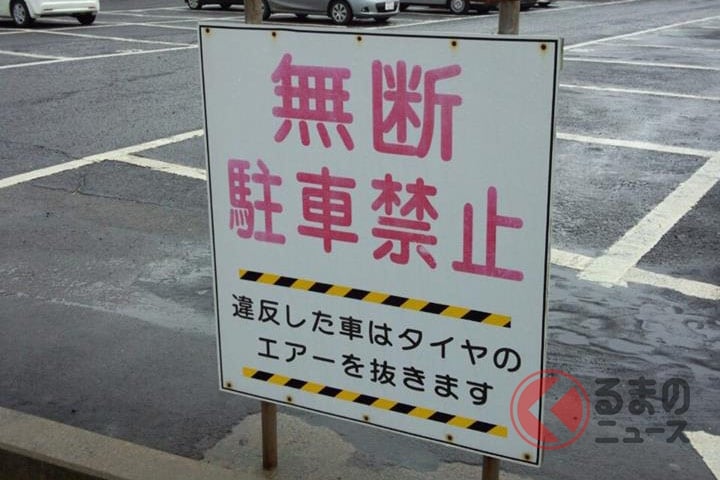 無断
駐車禁止
違反した車はタイヤの
エアーを抜きます
くるまの
ニュース